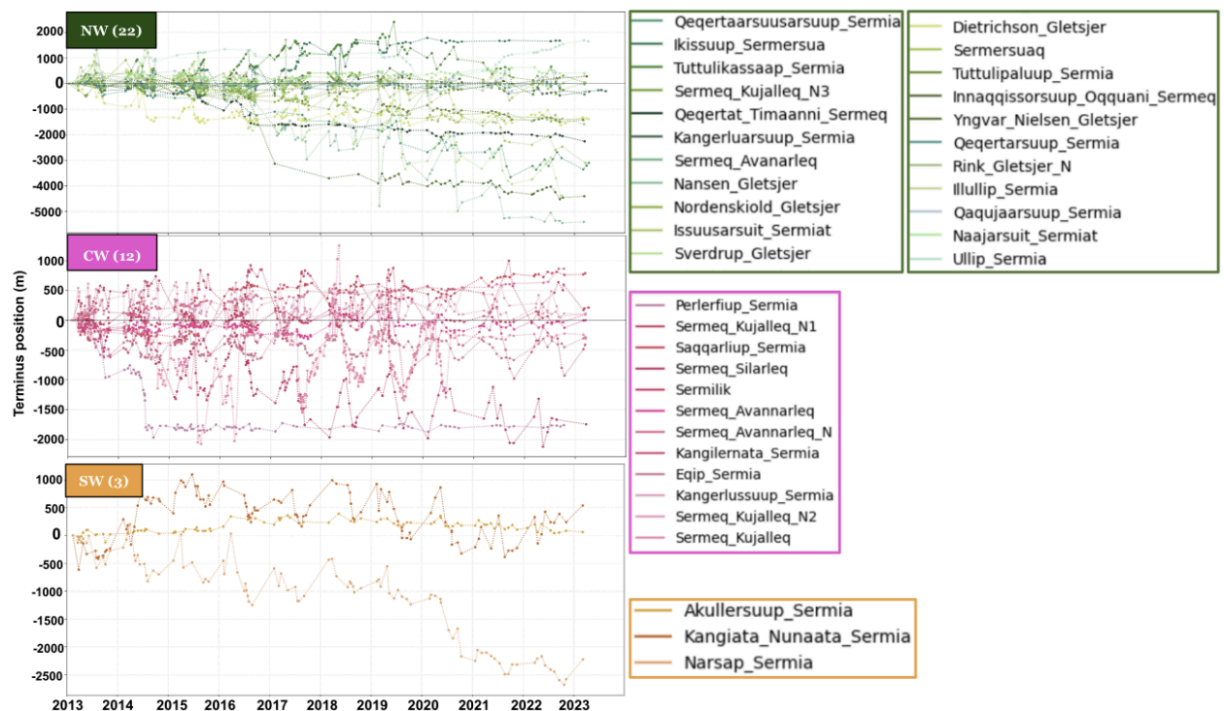 NW (22)
2000
1000
0
-1000
-2000
-3000
-4000
-5000
CW (12)
1000
500
0
-500
-1000
-1500
-2000
SW (3)
1000
500
0
-500
-1000
-1500
-2000
-2500
Terminus position (m)
2013 2014 2015 2016 2017 2018 2019 2020 2021 2022 2023
Qeqertaarsuusarsuup_Sermia
Ikissuup_Sermersua
Tuttulikassaap_Sermia
Sermeq_Kujalleq_N3
Qeqertat_Timaanni_Sermeq
Kangerluarsuup_Sermia
Sermeq_Avanarleq
Nansen_Gletsjer
Nordenskiold_Gletsjer
Issuusarsuit_Sermiat
Sverdrup_Gletsjer
Dietrichson_Gletsjer
Sermersuaq
Tuttulipaluup_Sermia
Innaqqissorsuup_Oqquani_Sermeq
Yngvar_Nielsen_Gletsjer
Qeqertarsuup_Sermia
Rink_Gletsjer_N
Illullip_Sermia
Qaqujaarsuup_Sermia
Naajarsuit_Sermiat
Ullip_Sermia
Perlerfiup_Sermia
Sermeq_Kujalleq_N1
Saqqarliup_Sermia
Sermeq_Silarleq
Sermilik
Sermeq_Avannarleq
Sermeq_Avannarleq_N
Kangilernata_Sermia
Eqip_Sermia
Kangerlussuup_Sermia
Sermeq_Kujalleq_N2
Sermeq_Kujalleq
Akullersuup_Sermia
Kangiata_Nunaata_Sermia
Narsap_Sermia